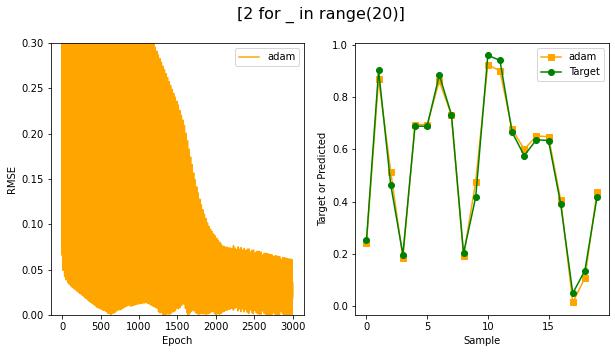 [2 for _ in range(20)]
0.30
0.25
0.20
0.15
0.10
0.05
0.00
RMSE
0 500 1000 1500 2000 2500 3000
Epoch
adam
1.0
0.8
0.6
0.4
0.2
0.0
Target or Predicted
0 5 10 15
Sample
adam
Target